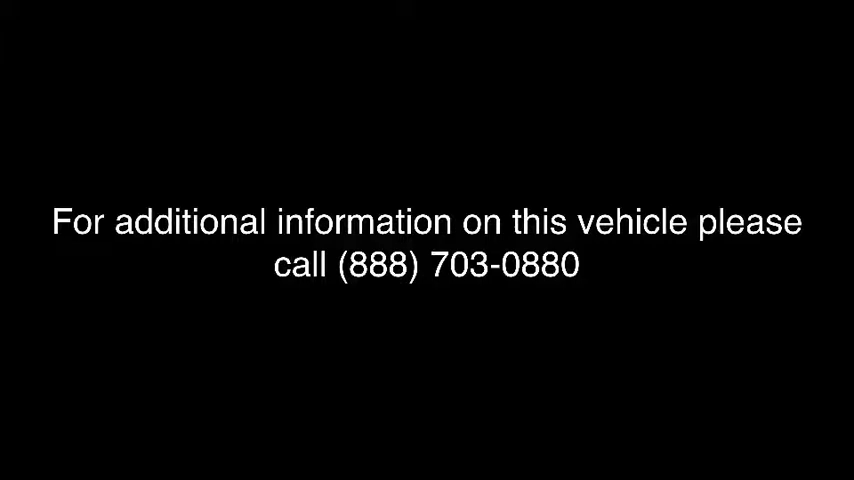 For additional information on this vehicle please
call (888) 703-0880